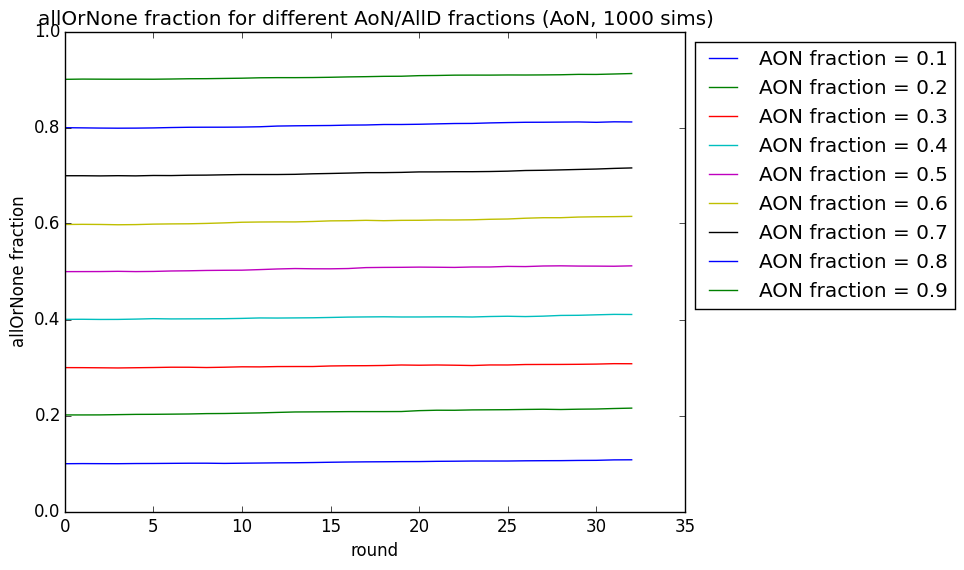 allOrNone fraction for different AoN/AllD fractions (AoN, 1000 sims)
1.0
0.8
0.6
0.4
0.2
0.0
allOrNone fraction
0 5 10 15 20 25 30 35
round
AON fraction = 0.1
AON fraction = 0.2
AON fraction = 0.3
AON fraction = 0.4
AON fraction = 0.5
AON fraction = 0.6
AON fraction = 0.7
AON fraction = 0.8
AON fraction = 0.9